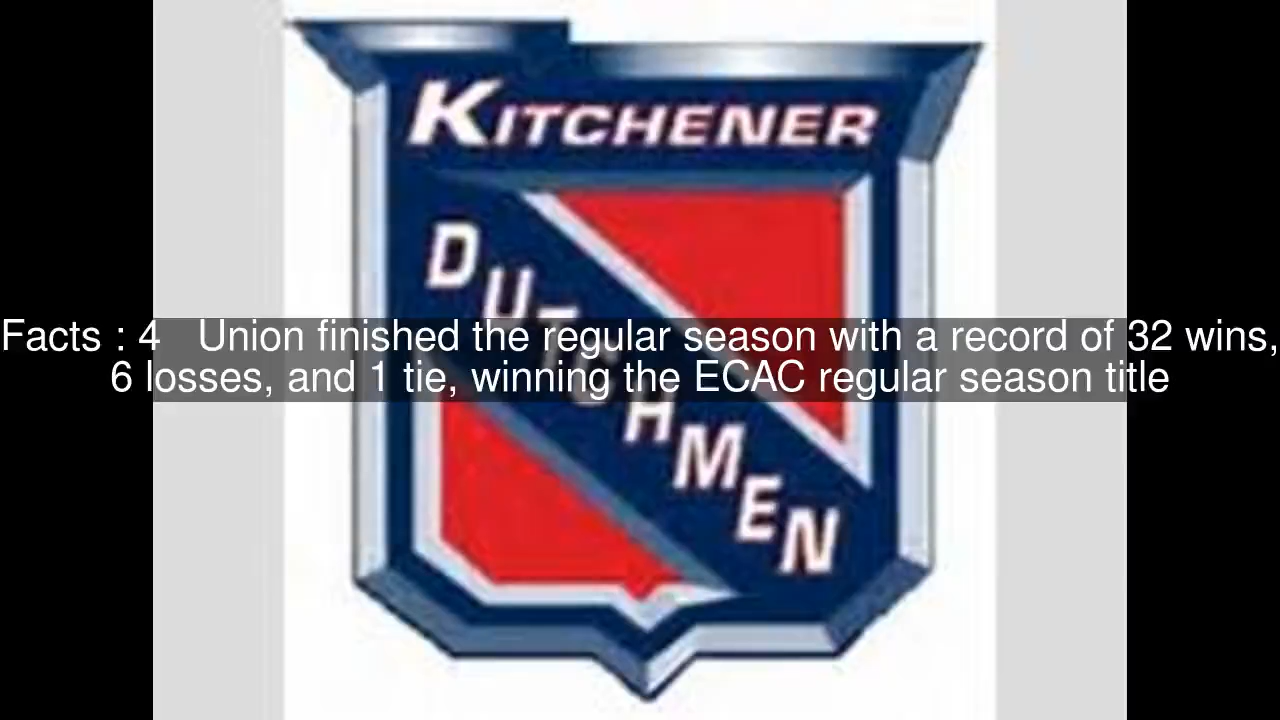 KITCHENER
DUTCHMEN
Facts : 4 Union finished the regular season with a record of 32 wins,
6 losses, and 1 tie, winning the ECAC regular season title